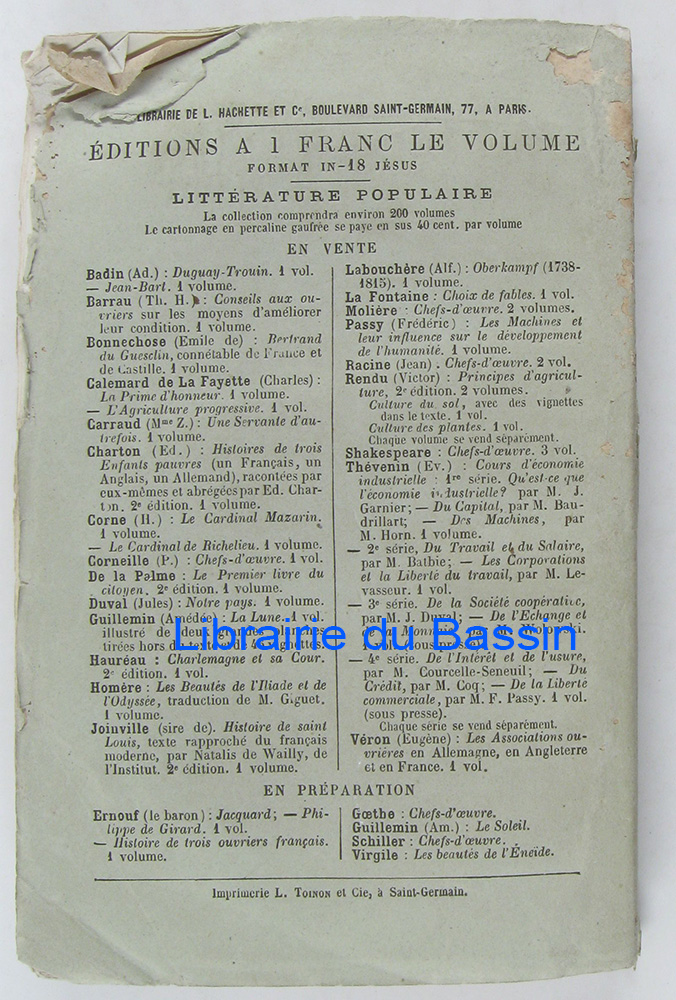 LIBRAIRIE DE L. HACHETTE ET Cie, BOULEVARD SAINT-GERMAIN, 77, A PARIS.
ÉDITIONS A 1 FRANC LE VOLUME
FORMAT IN-18 JÉSUS
LITTÉRATURE POPULAIRE
La collection comprendra environ 200 volumes
Le cartonnage en percaline gaufrée se paye en sus 40 cent. par volume
EN VENTE
Badin (Ad.) : Duguay-Trouin. 1 vol.
— Jean-Bart. 1 volume.
Barrau (Th. H.) : Conseils aux ou-
vriers sur les moyens d'améliorer
leur condition. 1 volume.
Bonnechose (Emile de) : Bertrand
du Guesclin, connétable de France et
de Castille. 1 volume.
Calemard de La Fayette (Charles) :
La Prime d'honneur. 1 volume.
— L'Agriculture progressive. 1 vol.
Carraud (Mme Z.) : Une Servante d'au-
trefois. 1 volume.
Charton (Ed.) : Histoires de trois
Enfants pauvres (un Français, un
Anglais, un Allemand), racontées par
eux-mêmes et abrégées par Ed. Char-
ton. 2e édition. 1 volume.
Corne (H.) : Le Cardinal Mazarin.
1 volume.
— Le Cardinal de Richelieu. 1 volume.
Corneille (P.) : Chefs-d'œuvre. 1 vol.
De la Palme : Le Premier livre du
citoyen. 2e édition. 1 volume.
Duval (Jules) : Notre pays. 1 volume.
Guillemin (Amédée) : La Lune. 1 vol.
illustré de deux
tirées hors vignettes.
Hauréau : Charlemagne et sa Cour.
2e édition. 1 vol.
Homère : Les Beautés de l'Iliade et de
l'Odyssée, traduction de M. Giguet.
1 volume.
Joinville (sire de). Histoire de saint
Louis, texte rapproché du français
moderne, par Natalis de Wailly, de
l'Institut. 2e édition. 1 volume.
Labouchère (Alf.) : Oberkampf (1738-
1815). 1 volume.
La Fontaine : Choix de fables. 1 vol.
Molière : Chefs-d'œuvre. 2 volumes.
Passy (Frédéric) : Les Machines et
leur influence sur le développement
de l'humanité. 1 volume.
Racine (Jean) . Chefs-d'œuvre. 2 vol.
Rendu (Victor) : Principes d'agricul-
ture, 2e édition. 2 volumes.
Culture du sol, avec des vignettes
dans le texte. 1 vol.
Culture des plantes. 1 vol.
Chaque volume se vend séparément.
Shakespeare : Chefs-d'œuvre. 3 vol.
Thévenin (Ev.) : Cours d'économie
industrielle : 1re série. Qu'est-ce que
l'économie industrielle? par M. J.
Garnier; — Du Capital, par M. Bau-
drillart; — Des Machines, par
M. Horn. 1 volume.
— 2e série, Du Travail et du Salaire,
par M. Batbie; — Les Corporations
et la Liberté du travail, par M. Le-
vasseur. 1 vol.
— 3e série. De la Société coopérative,
par M. J. Duval; — De l'Echange et
de la Monnaie, par M. Wolowski.
1 vol. (sous presse).
— 4e série. De l'Intérêt et de l'usure,
par M. Courcelle-Seneuil; — Du
Crédit, par M. Coq; — De la Liberté
commerciale, par M. F. Passy. 1 vol.
(sous presse).
Chaque série se vend séparément.
Véron (Eugène) : Les Associations ou-
vrières en Allemagne, en Angleterre
et en France. 1 vol.
Librairie du Bassin
EN PRÉPARATION
Ernouf (le baron) : Jacquard; — Phi-
lippe de Girard. 1 vol.
— Histoire de trois ouvriers français.
1 volume.
Gœthe : Chefs-d'œuvre.
Guillemin (Am.) : Le Soleil.
Schiller : Chefs-d'œuvre.
Virgile : Les beautés de l'Énéide.
Imprimerie L. TOINON et Cie, à Saint-Germain.